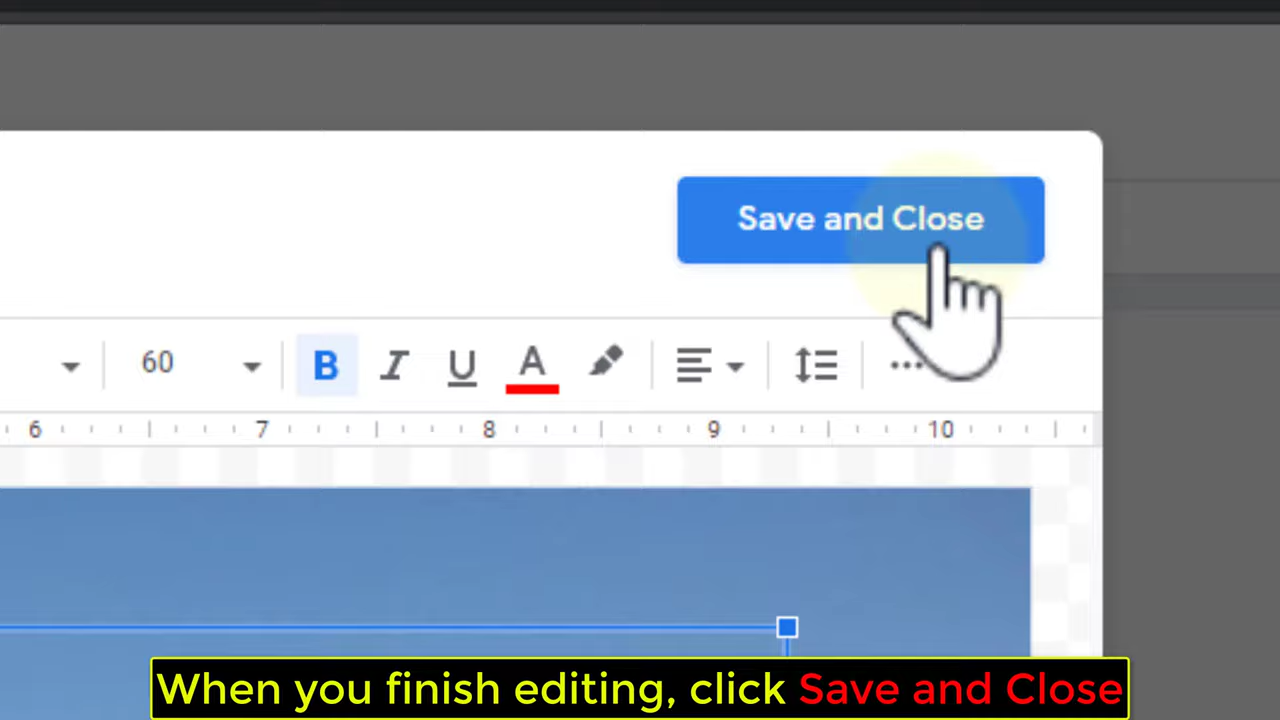 Save and Close
60 B I U A
6 7 8 9 10
When you finish editing, click Save and Close